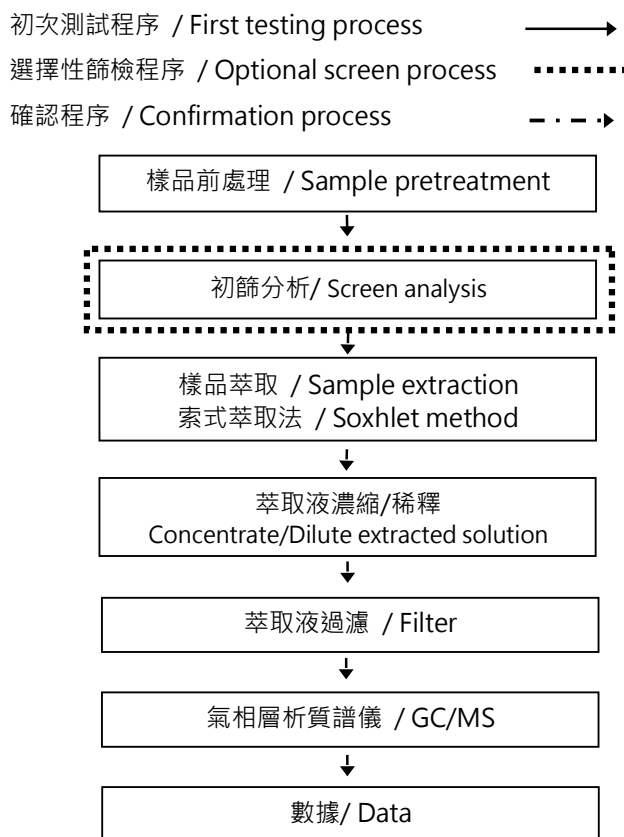 初次測試程序 / First testing process
選擇性篩檢程序 / Optional screen process
確認程序 / Confirmation process
樣品前處理 / Sample pretreatment
初篩分析/ Screen analysis
樣品萃取 / Sample extraction
索式萃取法 / Soxhlet method
萃取液濃縮/稀釋
Concentrate/Dilute extracted solution
萃取液過濾 / Filter
氣相層析質譜儀 / GC/MS
數據/ Data